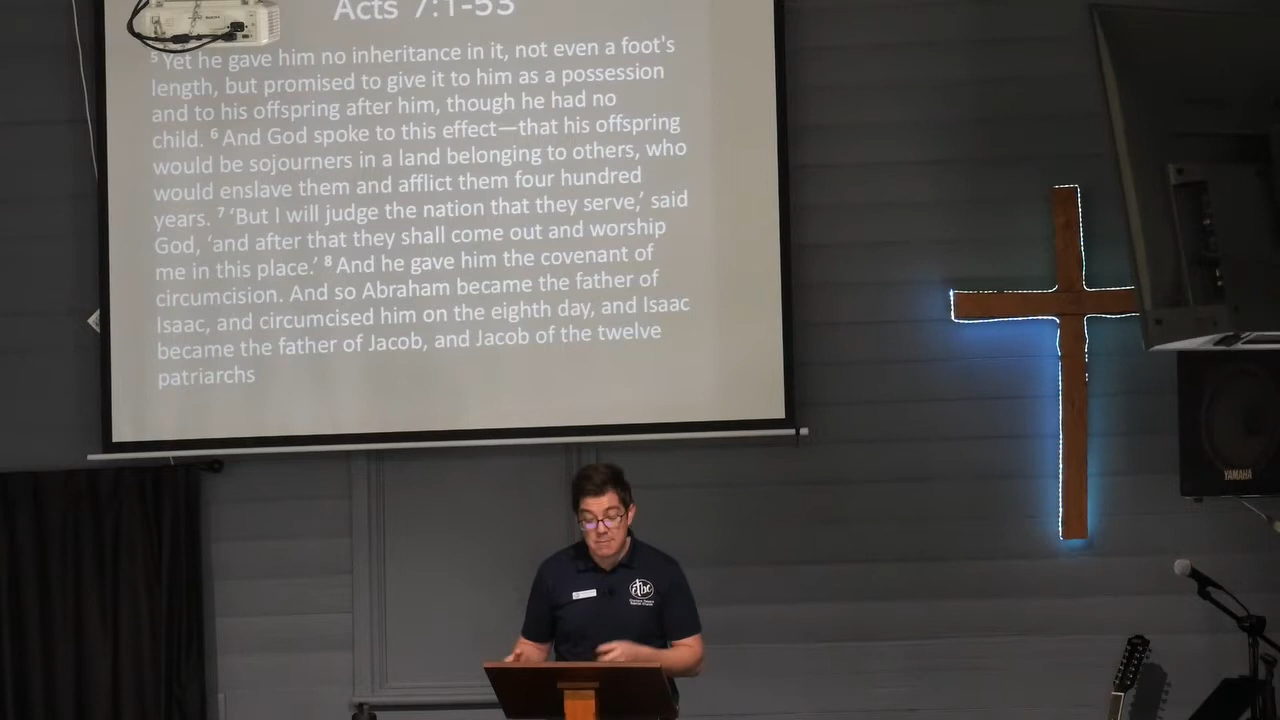 Acts 7:1-53
⁵ Yet he gave him no inheritance in it, not even a foot's
length, but promised to give it to him as a possession
and to his offspring after him, though he had no
child. ⁶ And God spoke to this effect—that his offspring
would be sojourners in a land belonging to others, who
would enslave them and afflict them four hundred
years. ⁷ 'But I will judge the nation that they serve,' said
God, 'and after that they shall come out and worship
me in this place.' ⁸ And he gave him the covenant of
circumcision. And so Abraham became the father of
Isaac, and circumcised him on the eighth day, and Isaac
became the father of Jacob, and Jacob of the twelve
patriarchs
YAMAHA